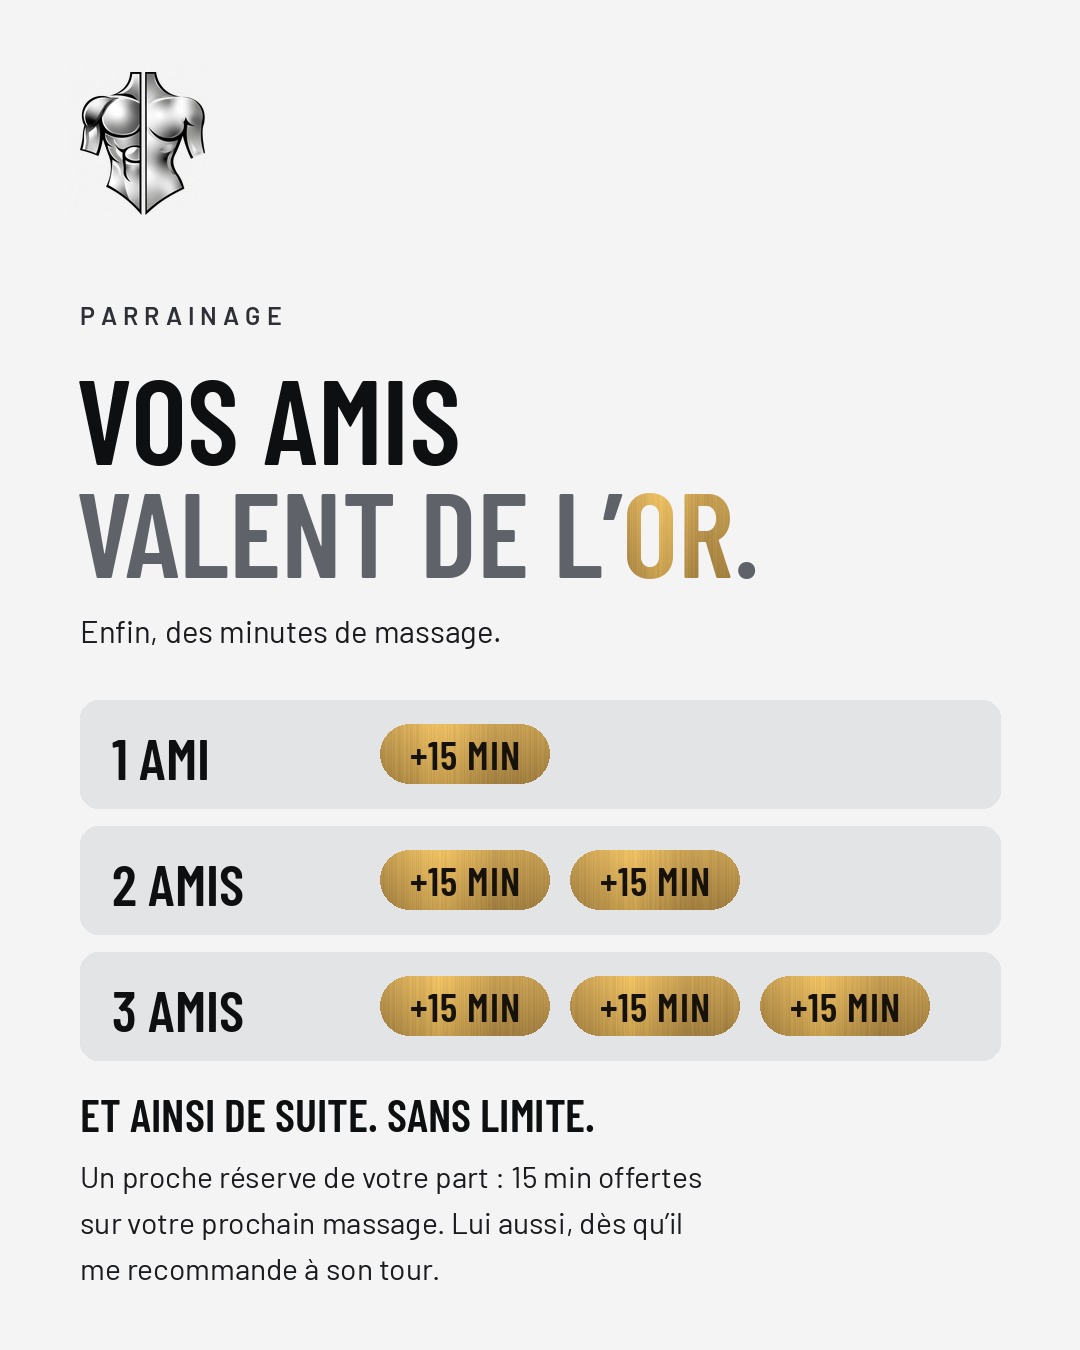 PARRAINAGE
VOS AMIS
VALENT DE L’OR.
Enfin, des minutes de massage.
1 AMI +15 MIN
2 AMIS +15 MIN +15 MIN
3 AMIS +15 MIN +15 MIN +15 MIN
ET AINSI DE SUITE. SANS LIMITE.
Un proche réserve de votre part : 15 min offertes
sur votre prochain massage. Lui aussi, dès qu’il
me recommande à son tour.